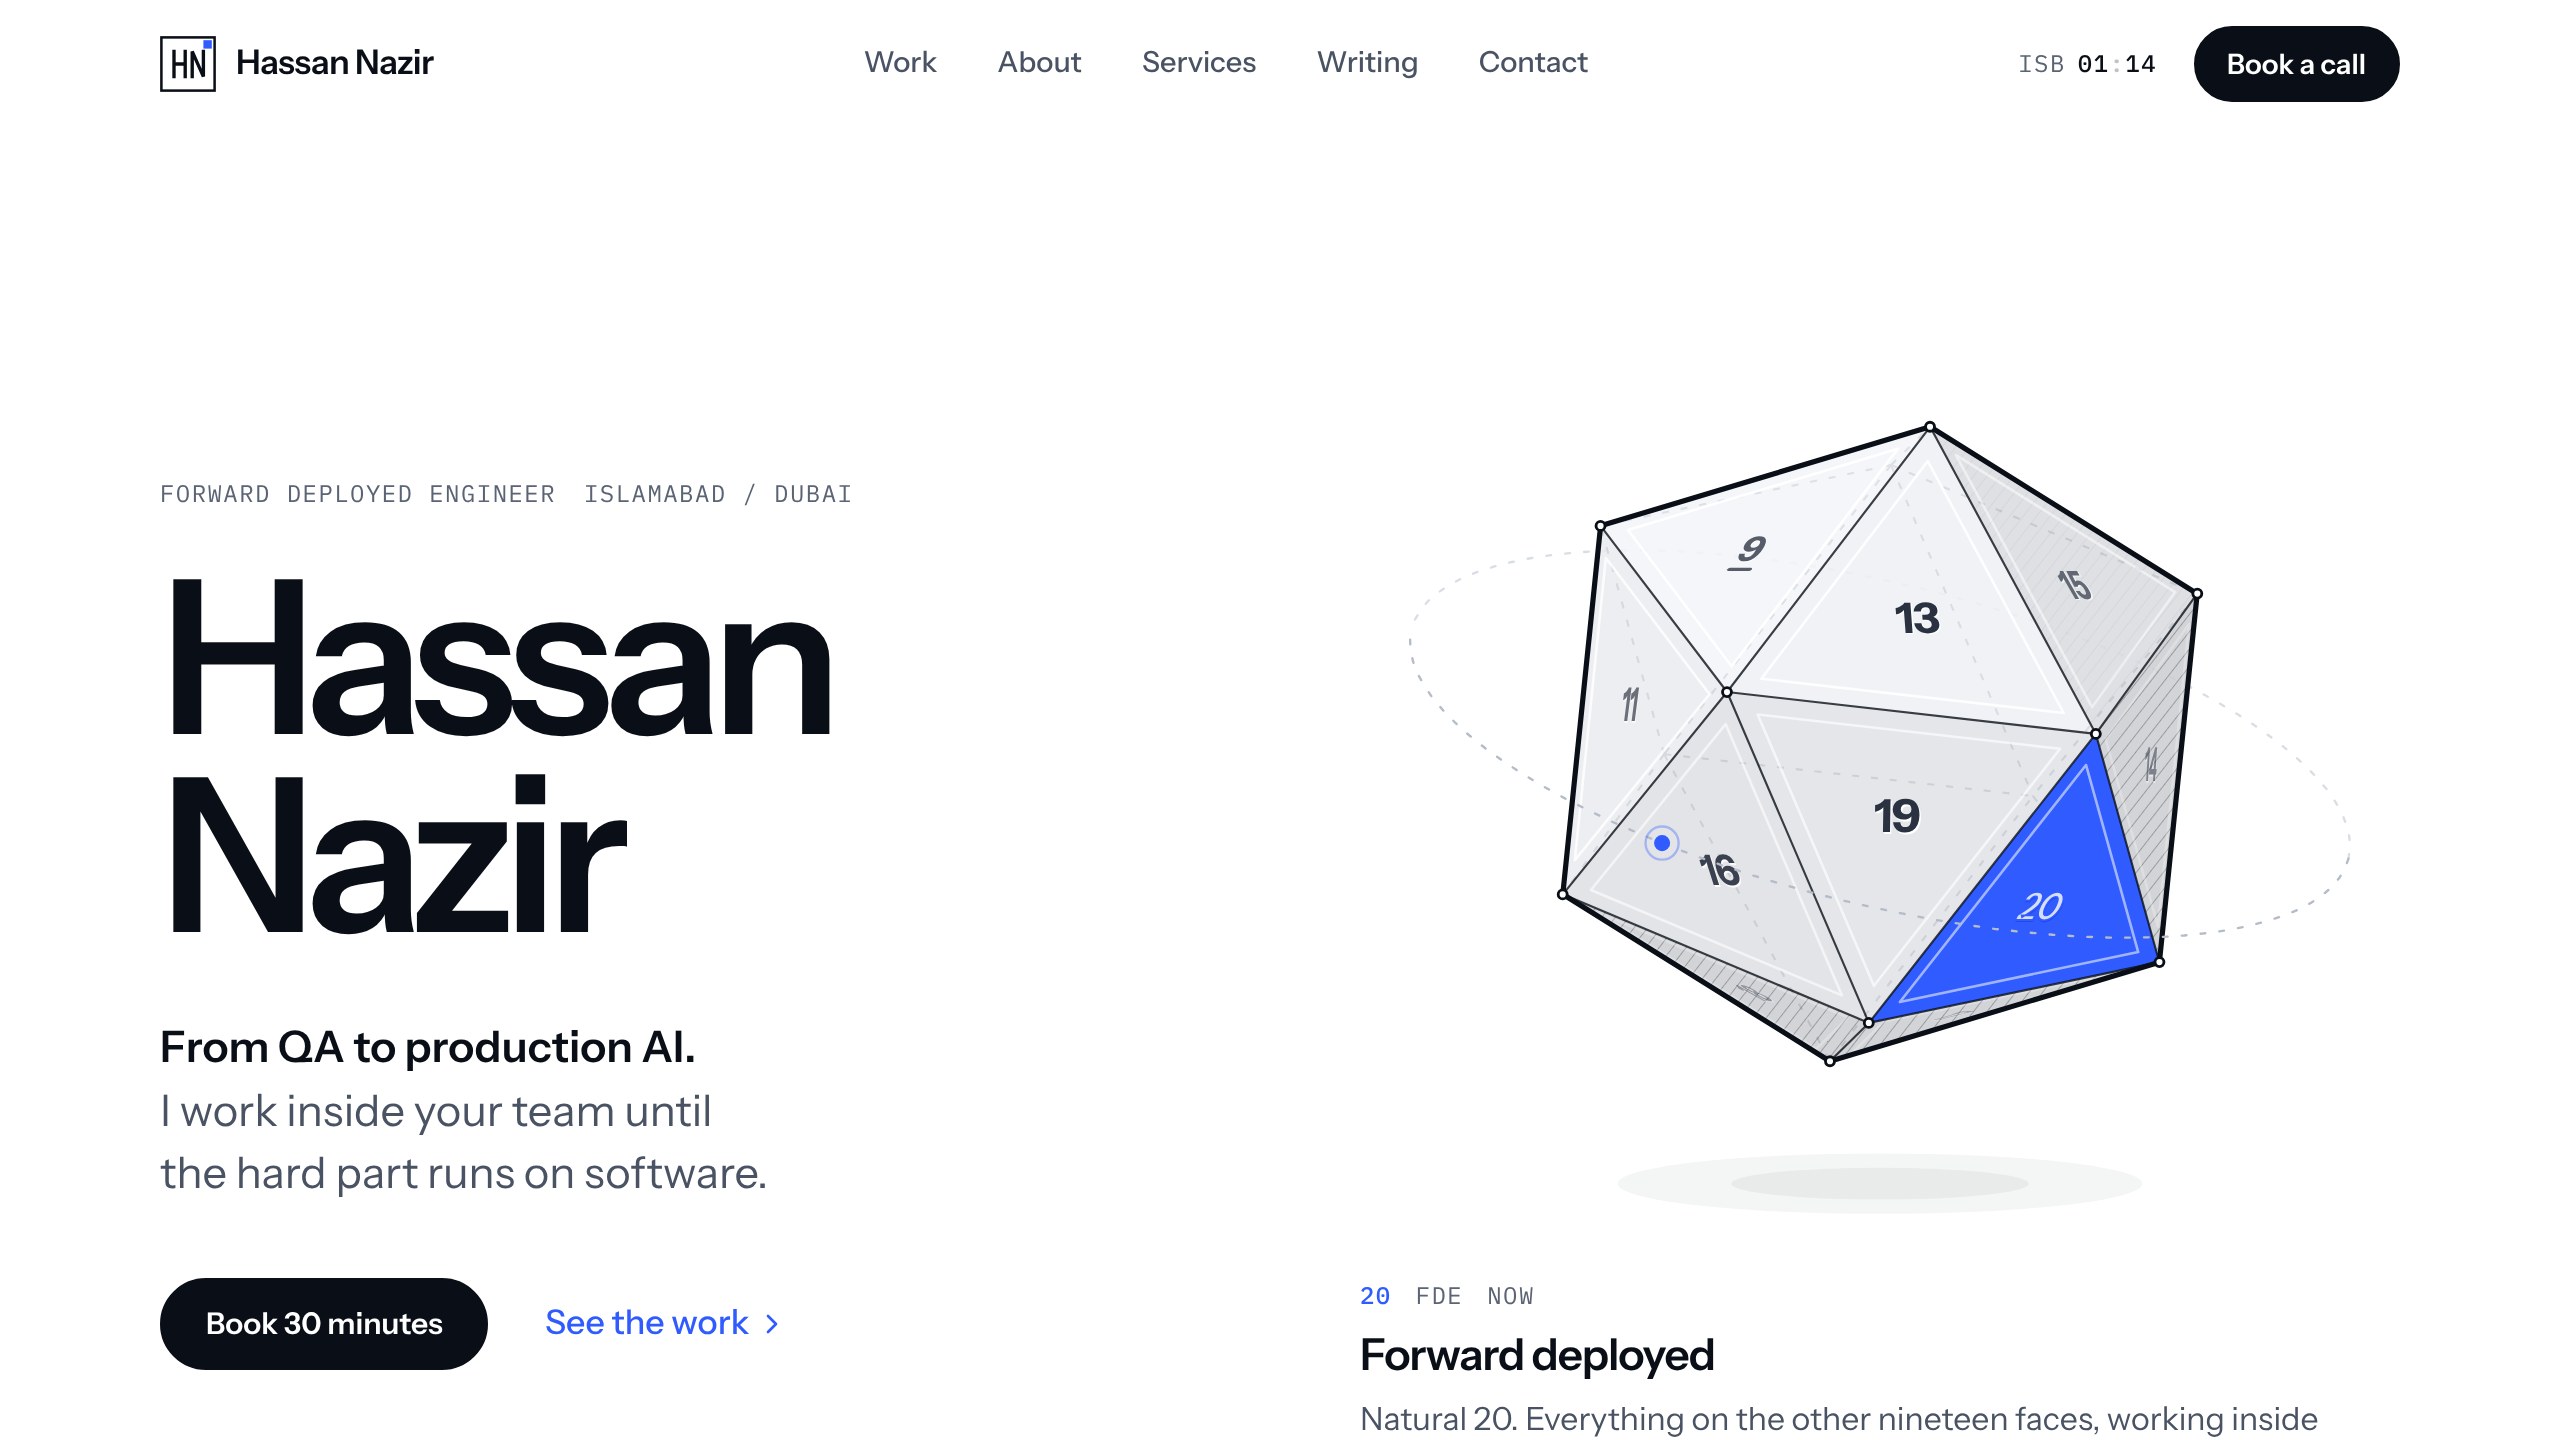 HN Hassan Nazir
Work About Services Writing Contact
ISB 01:14
Book a call
FORWARD DEPLOYED ENGINEER ISLAMABAD / DUBAI
Hassan
Nazir
From QA to production AI.
I work inside your team until
the hard part runs on software.
Book 30 minutes
See the work
9
13
15
11
14
19
16
20
20 FDE NOW
Forward deployed
Natural 20. Everything on the other nineteen faces, working inside